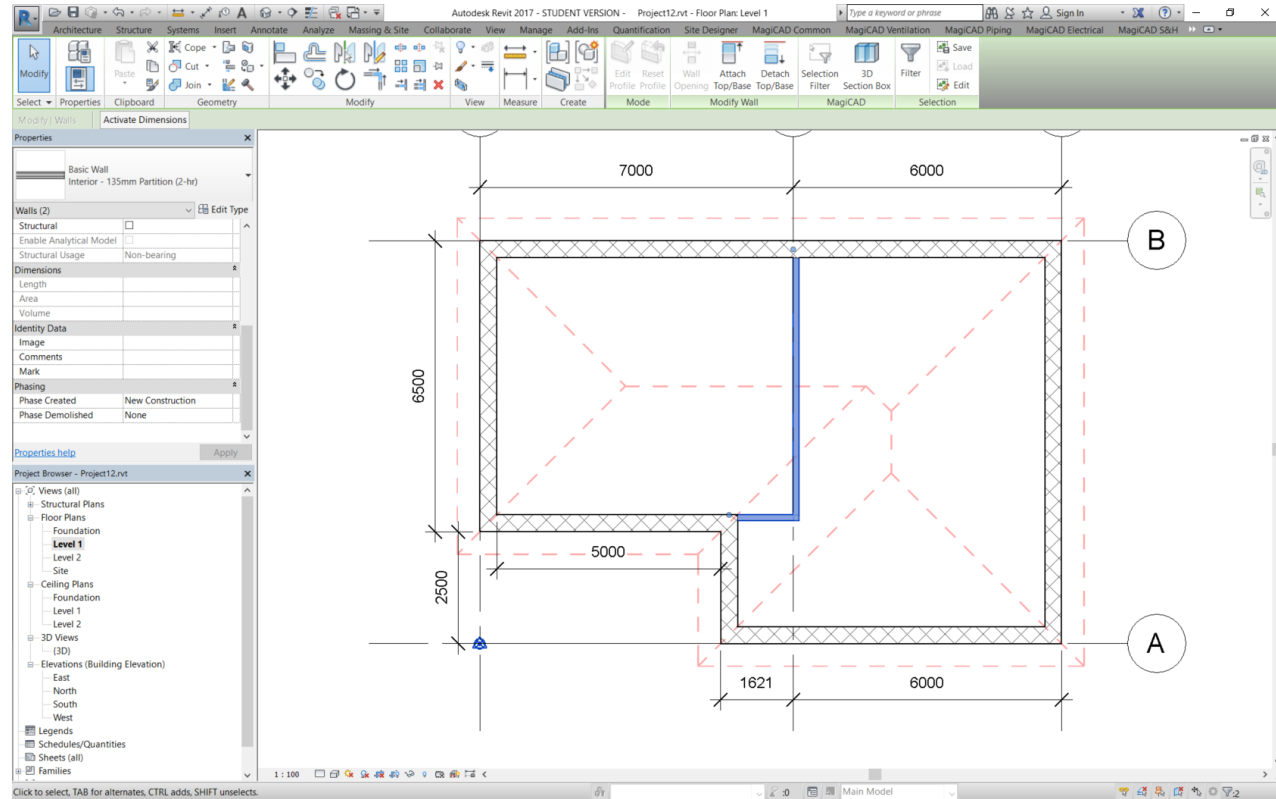 Autodesk Revit 2017 - STUDENT VERSION - Project12.rvt - Floor Plan: Level 1
Type a keyword or phrase
Sign In
Architecture Structure Systems Insert Annotate Analyze Massing & Site Collaborate View Manage Add-Ins Quantification Site Designer MagiCAD Common MagiCAD Ventilation MagiCAD Piping MagiCAD Electrical MagiCAD S&H
Modify
Paste
Cope
Cut
Join
Edit Profile
Reset Profile
Wall Opening
Attach Top/Base
Detach Top/Base
Selection Filter
3D Section Box
Filter
Save
Load
Edit
Select Properties Clipboard Geometry Modify View Measure Create Mode Modify Wall MagiCAD Selection
Modify | Walls Activate Dimensions
Properties
Basic Wall
Interior - 135mm Partition (2-hr)
Walls (2) Edit Type
Structural
Enable Analytical Model
Structural Usage Non-bearing
Dimensions
Length
Area
Volume
Identity Data
Image
Comments
Mark
Phasing
Phase Created New Construction
Phase Demolished None
Properties help Apply
Project Browser - Project12.rvt
Views (all)
Structural Plans
Floor Plans
Foundation
Level 1
Level 2
Site
Ceiling Plans
Foundation
Level 1
Level 2
3D Views
{3D}
Elevations (Building Elevation)
East
North
South
West
Legends
Schedules/Quantities
Sheets (all)
Families
7000 6000
B
6500
5000
2500
A
1621 6000
1 : 100
Click to select, TAB for alternates, CTRL adds, SHIFT unselects.
:0
Main Model
:2